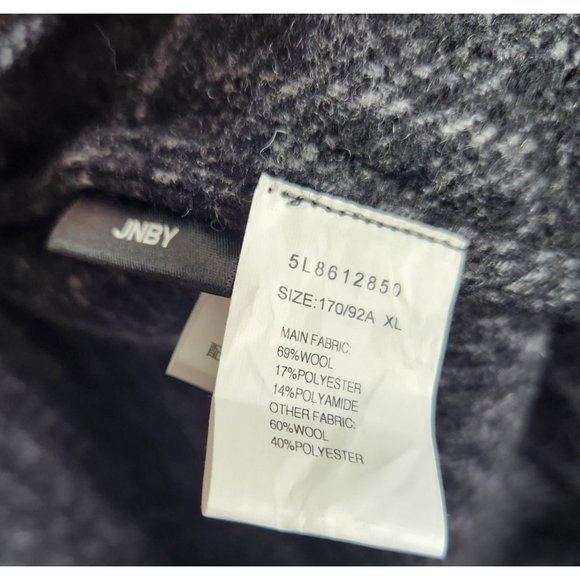 JNBY
5L8612850
SIZE:170/92A XL
MAIN FABRIC:
69%WOOL
17%POLYESTER
14%POLYAMIDE
OTHER FABRIC:
60%WOOL
40%POLYESTER